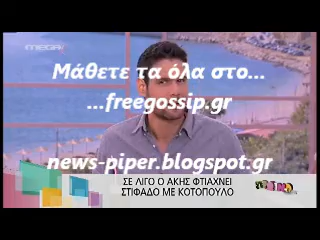 MEGA
Μάθετε τα όλα στο...
...freegossip.gr
news-piper.blogspot.gr
ΣΕ ΛΙΓΟ Ο ΑΚΗΣ ΦΤΙΑΧΝΕΙ
ΣΤΙΦΑΔΟ ΜΕ ΚΟΤΟΠΟΥΛΟ